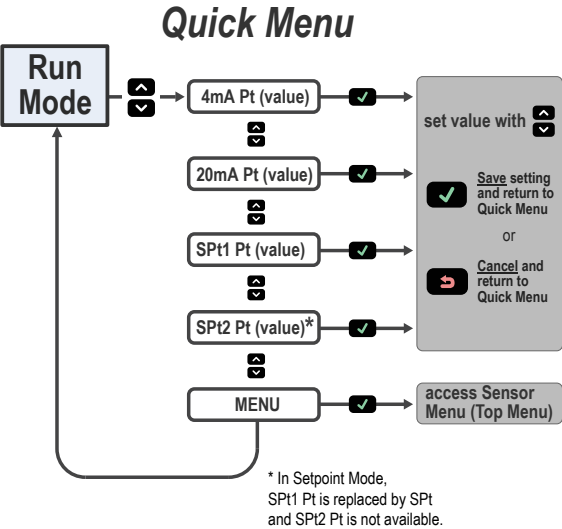 Quick Menu
Run
Mode
4mA Pt (value)
set value with
20mA Pt (value)
Save setting
and return to
Quick Menu
or
SPt1 Pt (value)
Cancel and
return to
Quick Menu
SPt2 Pt (value)*
MENU
access Sensor
Menu (Top Menu)
* In Setpoint Mode,
SPt1 Pt is replaced by SPt
and SPt2 Pt is not available.